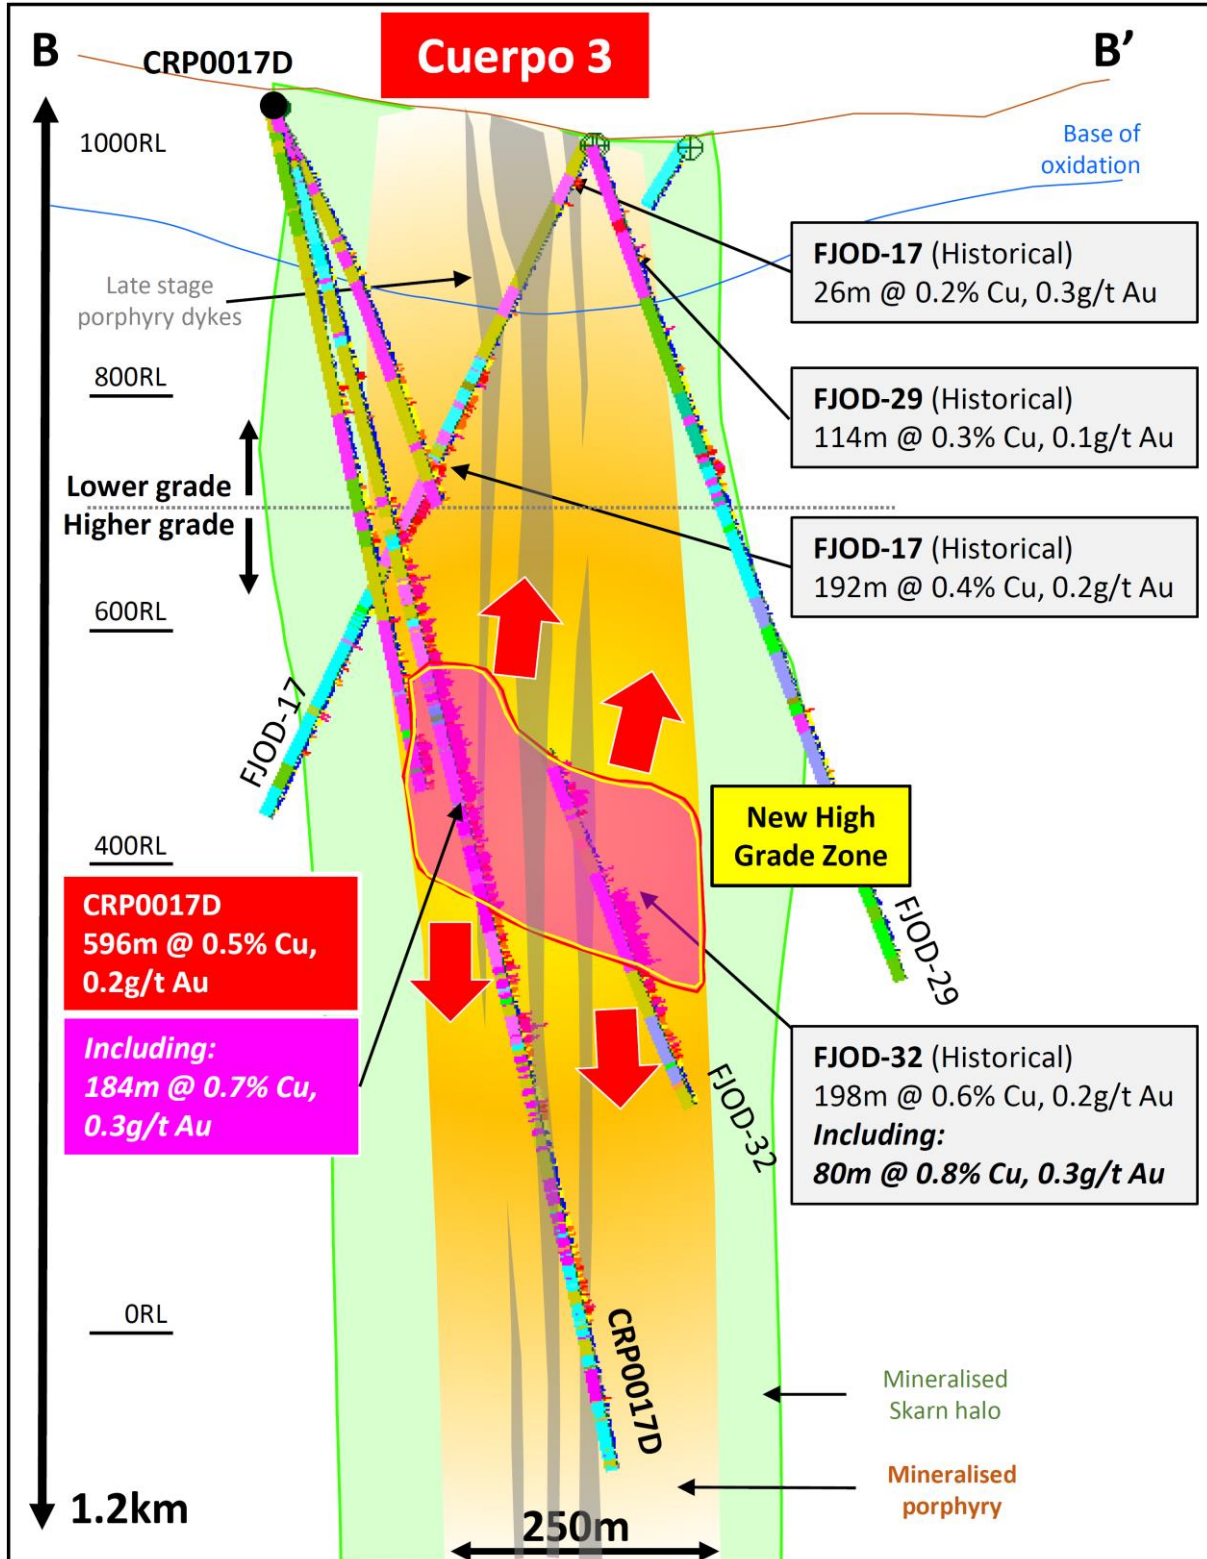 B
CRP0017D
Cuerpo 3
B’
1000RL
Base of
oxidation
FJOD-17 (Historical)
26m @ 0.2% Cu, 0.3g/t Au
Late stage
porphyry dykes
800RL
FJOD-29 (Historical)
114m @ 0.3% Cu, 0.1g/t Au
Lower grade
Higher grade
FJOD-17 (Historical)
192m @ 0.4% Cu, 0.2g/t Au
600RL
FJOD-17
New High
Grade Zone
400RL
CRP0017D
596m @ 0.5% Cu,
0.2g/t Au
Including:
184m @ 0.7% Cu,
0.3g/t Au
FJOD-29
FJOD-32 (Historical)
198m @ 0.6% Cu, 0.2g/t Au
Including:
80m @ 0.8% Cu, 0.3g/t Au
FJOD-32
0RL
CRP0017D
Mineralised
Skarn halo
Mineralised
porphyry
1.2km
250m